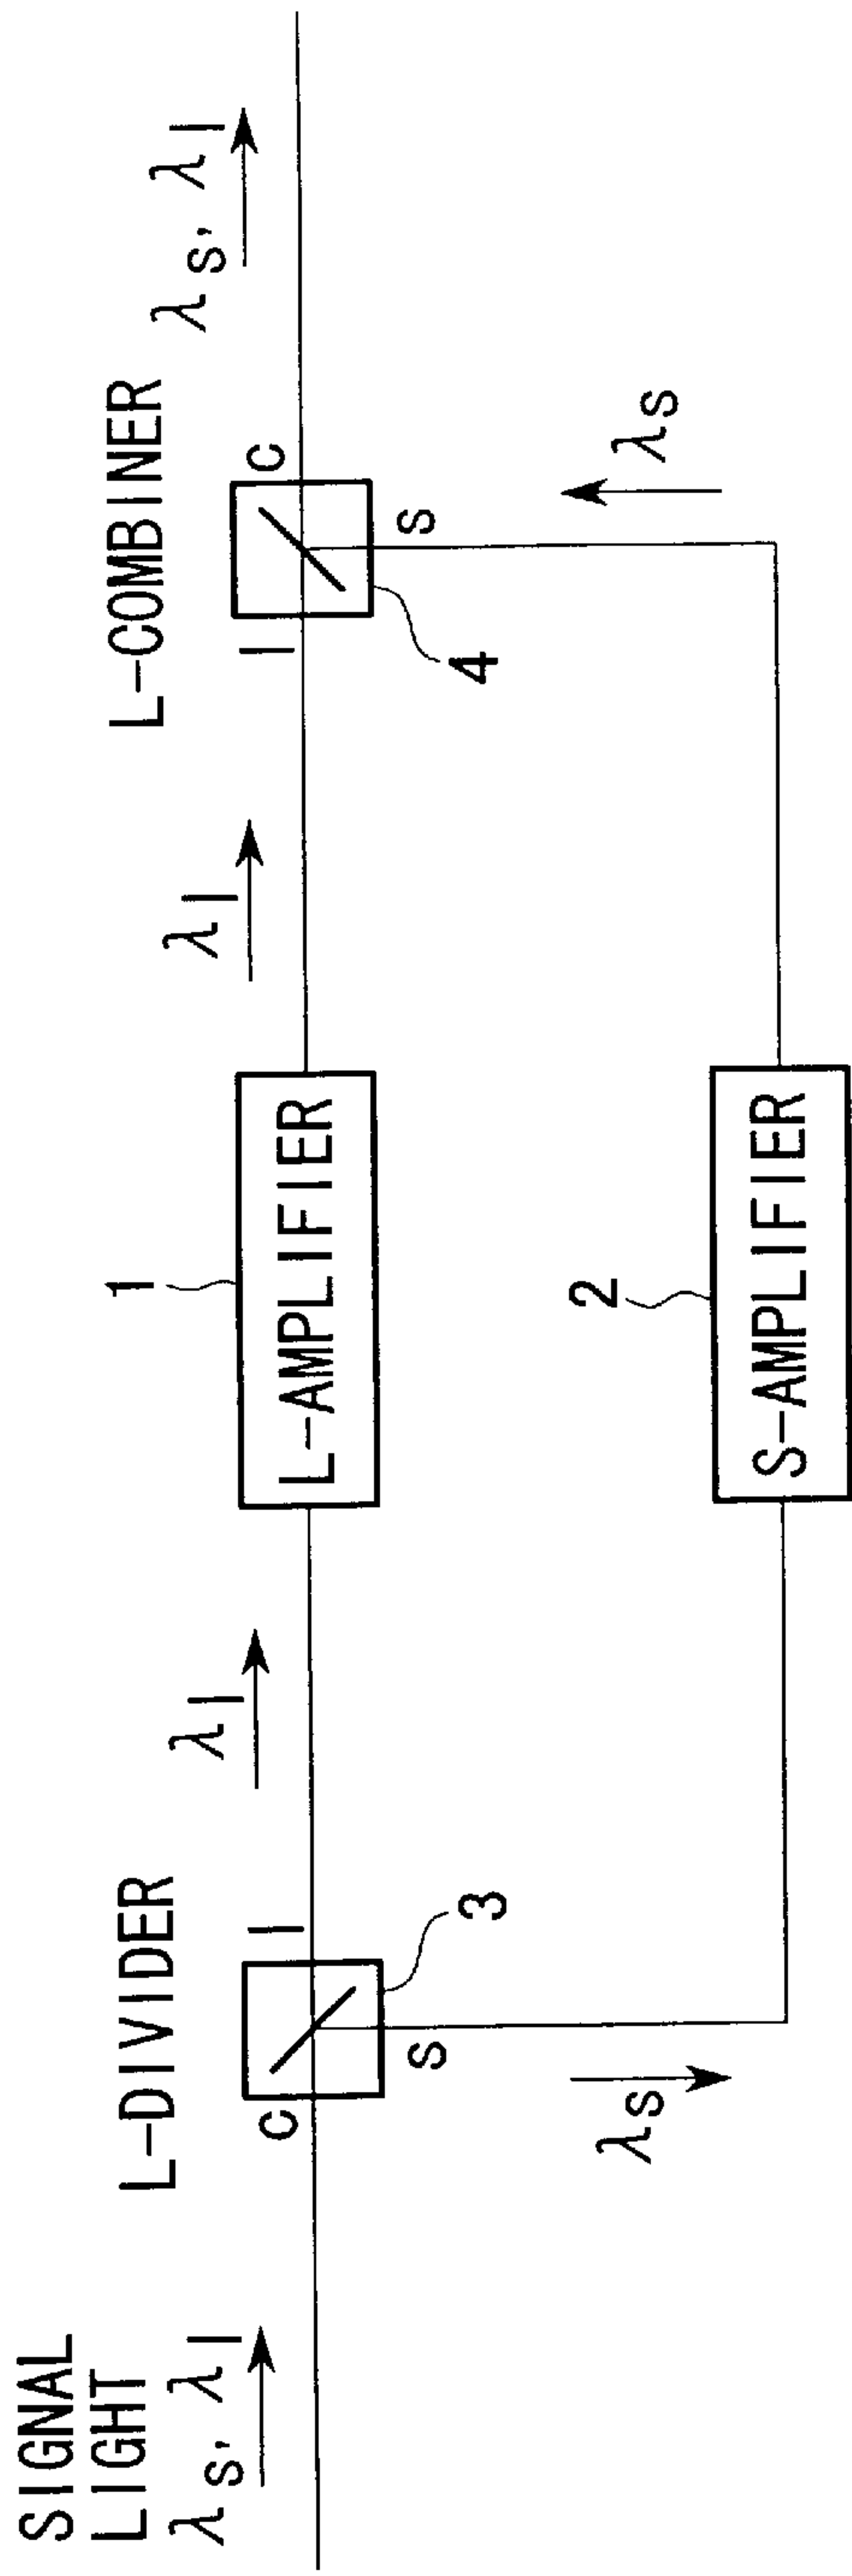 SIGNAL
LIGHT
λs, λl
L-DIVIDER
c
l
s
3
λs
λl
1
L-AMPLIFIER
2
S-AMPLIFIER
λl
L-COMBINER
l
c
s
4
λs
λs, λl